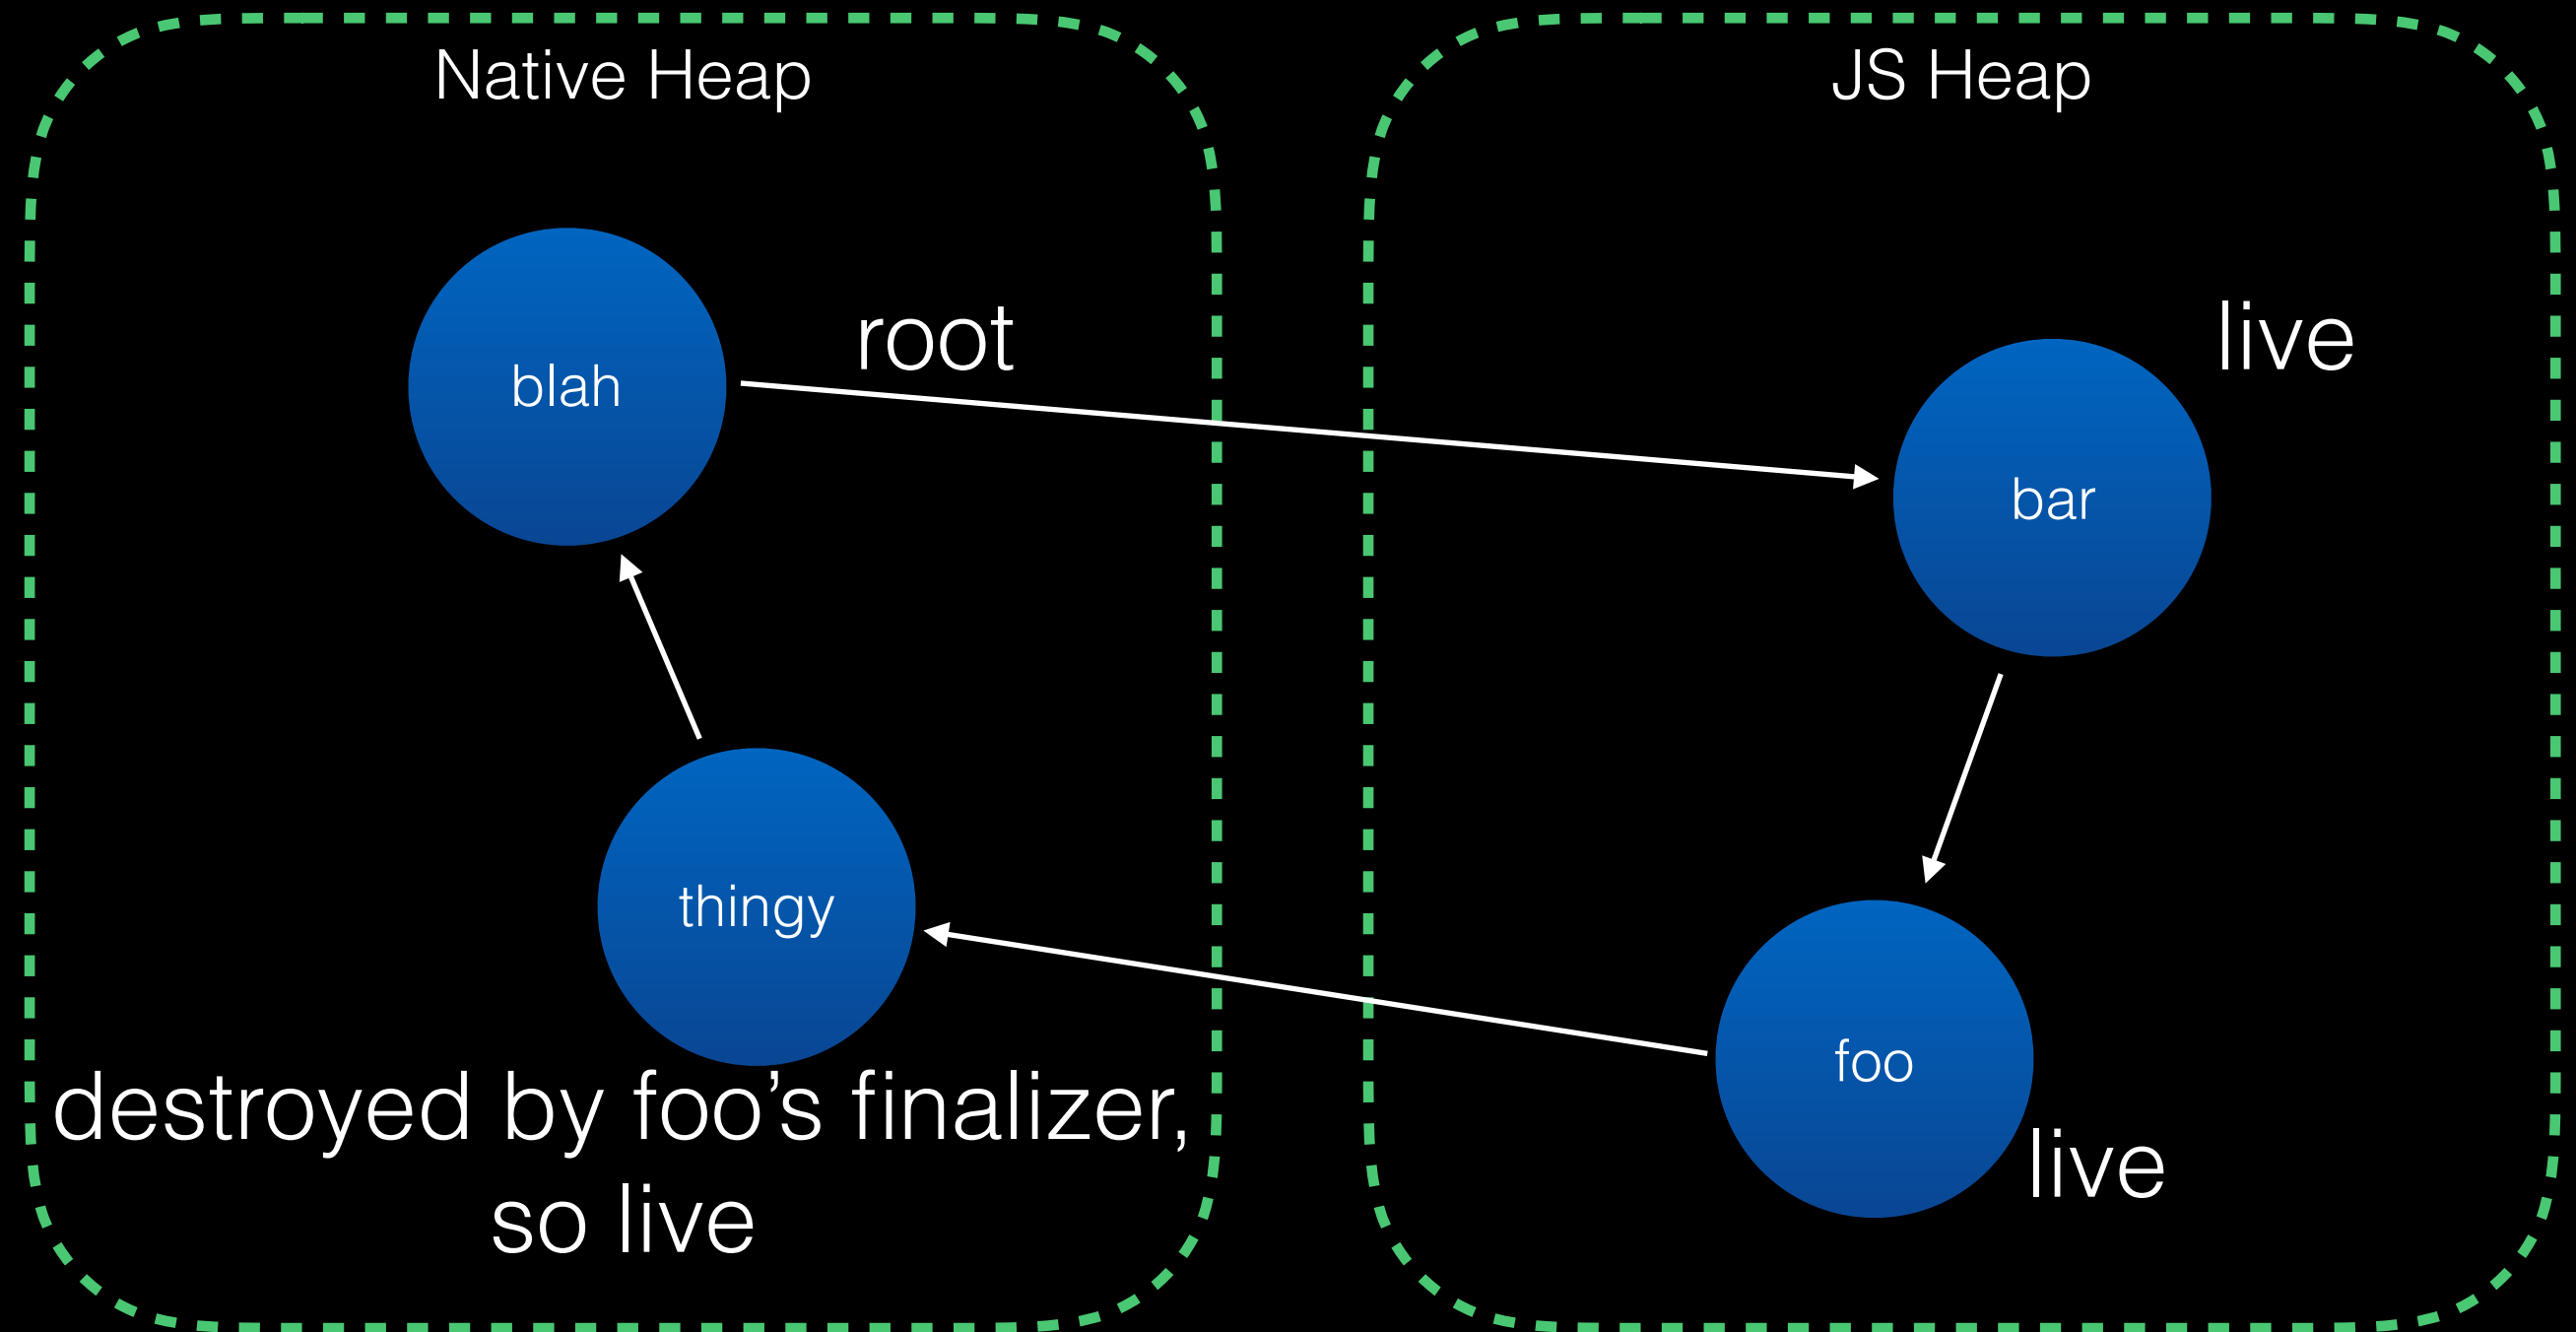 Native Heap
JS Heap
root
live
blah
bar
thingy
foo
destroyed by foo’s finalizer,
so live
live